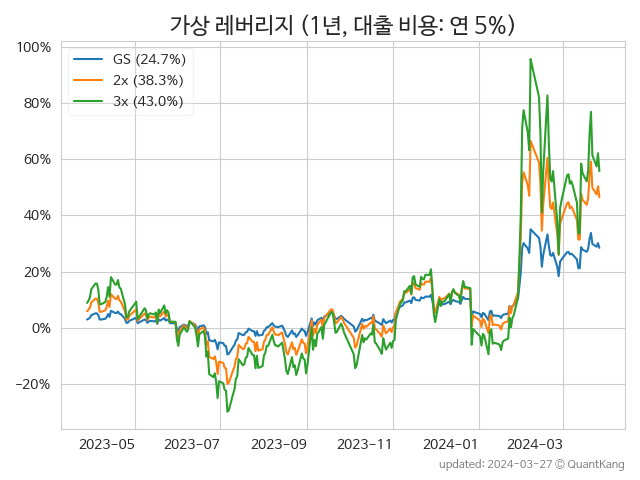 가상 레버리지 (1년, 대출 비용: 연 5%)
100%
80%
60%
40%
20%
0%
−20%
GS (24.7%)
2x (38.3%)
3x (43.0%)
2023-05 2023-07 2023-09 2023-11 2024-01 2024-03
updated: 2024-03-27 © QuantKang